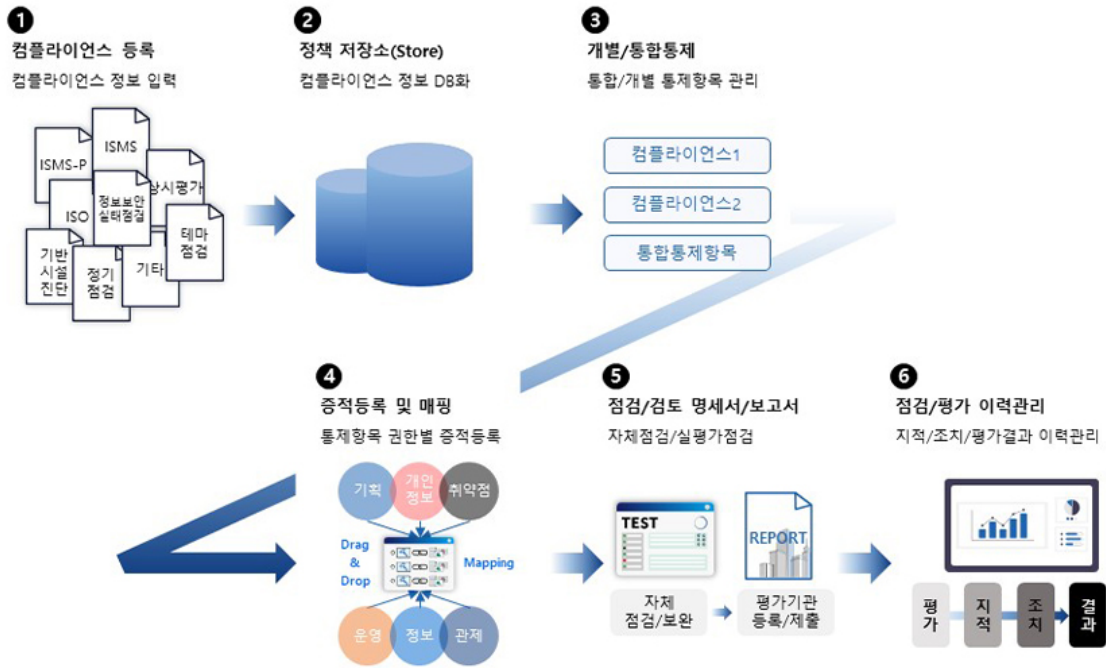 1
컴플라이언스 등록
컴플라이언스 정보 입력
ISMS-P
ISMS
상시평가
ISO
정보보안
실태점검
테마
점검
기반
시설
진단
정기
점검
기타
2
정책 저장소(Store)
컴플라이언스 정보 DB화
3
개별/통합통제
통합/개별 통제항목 관리
컴플라이언스1
컴플라이언스2
통합통제항목
4
증적등록 및 매핑
통제항목 권한별 증적등록
기획
개인
정보
취약점
Drag
&
Drop
Mapping
운영
정보
관제
5
점검/검토 명세서/보고서
자체점검/실평가점검
TEST
REPORT
자체
점검/보완
평가기관
등록/제출
6
점검/평가 이력관리
지적/조치/평가결과 이력관리
평
가
지
적
조
치
결
과